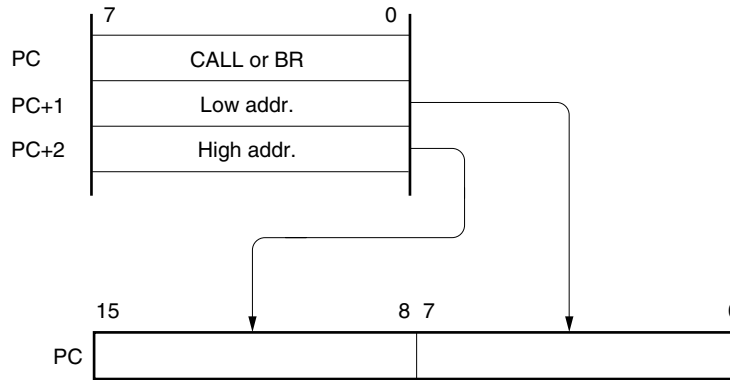 7 0
PC CALL or BR
PC+1 Low addr.
PC+2 High addr.
15 8 7
PC